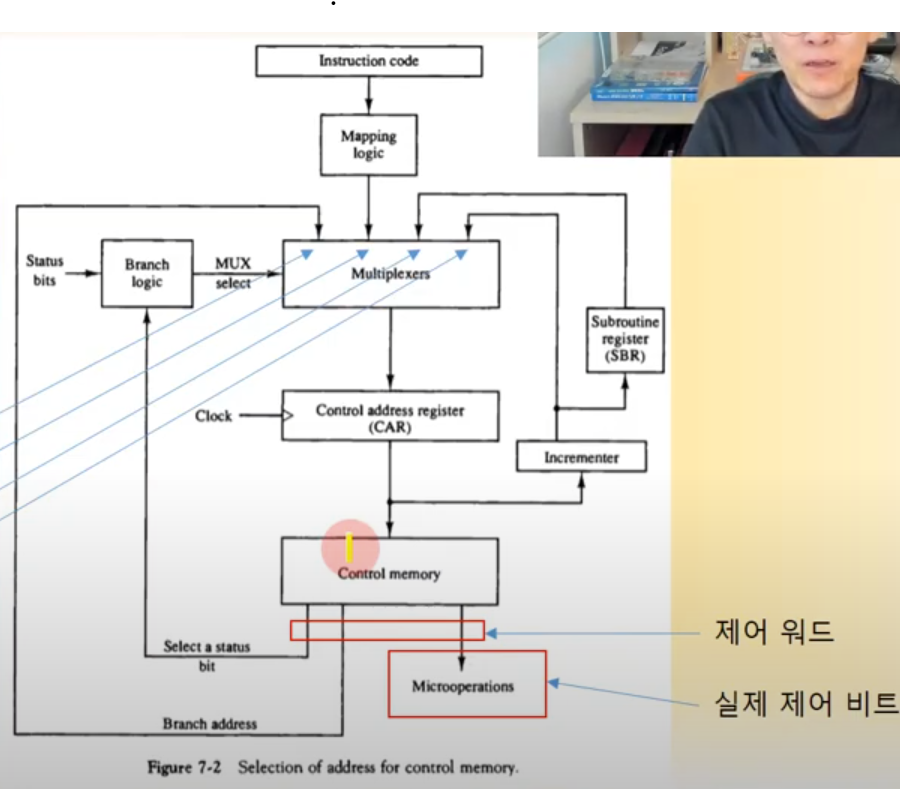 Instruction code
Mapping
logic
Status
bits
Branch
logic
MUX
select
Multiplexers
Subroutine
register
(SBR)
Clock
Control address register
(CAR)
Incrementer
Control memory
제어 워드
Select a status
bit
Microoperations
실제 제어 비트
Branch address
Figure 7-2 Selection of address for control memory.